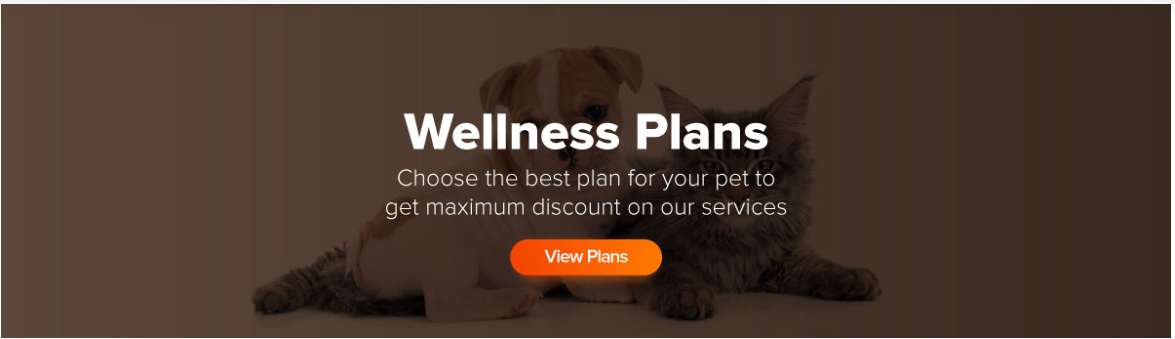 Wellness Plans
Choose the best plan for your pet to
get maximum discount on our services
View Plans